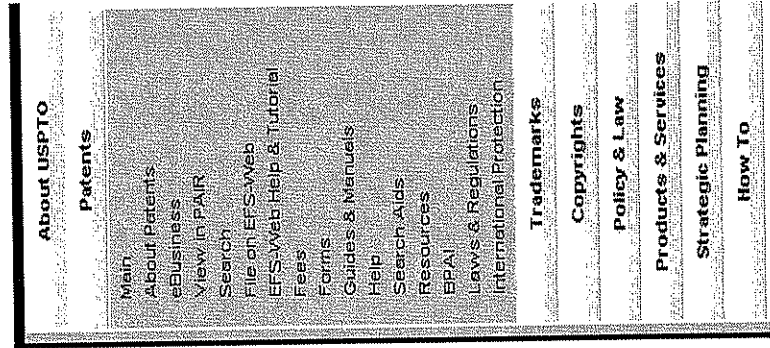 About USPTO
Patents
Main
About Patents
eBusiness
View in PAIR
Search
File on EFS-Web
EFS-Web Help & Tutorial
Fees
Forms
Guides & Manuels
Help
Search Aids
Resources
BPAI
Laws & Regulations
International Protection
Trademarks
Copyrights
Policy & Law
Products & Services
Strategic Planning
How To